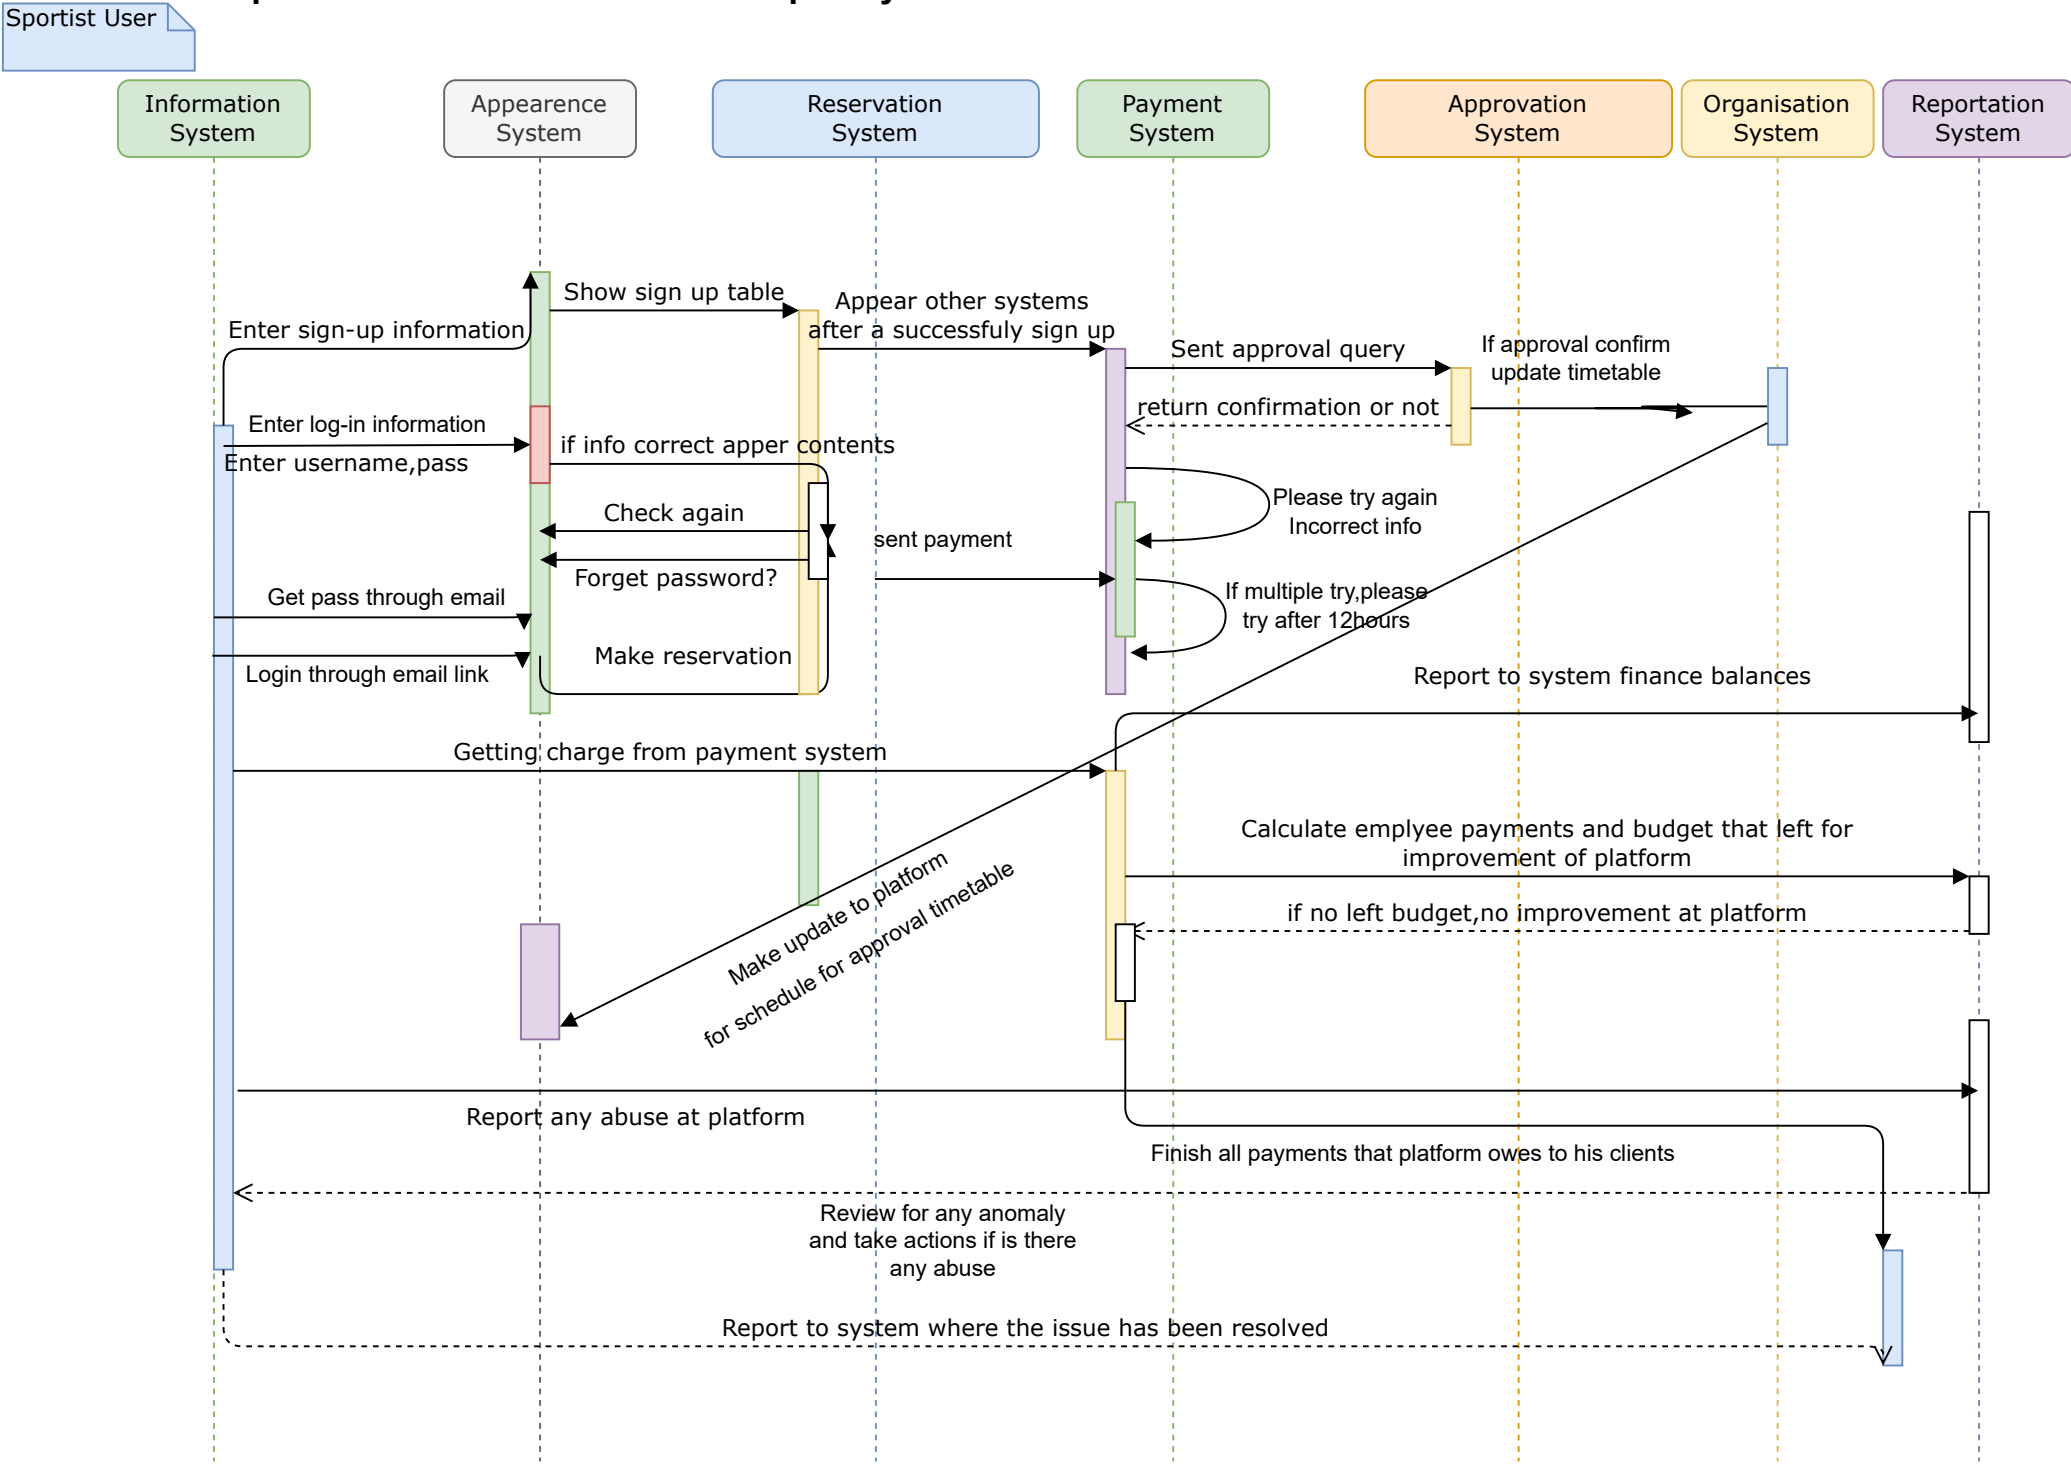 Sportist User
Information
System
Appearence
System
Reservation
System
Payment
System
Approvation
System
Organisation
System
Reportation
System
Show sign up table
Appear other systems
after a successfuly sign up
Enter sign-up information
Sent approval query
If approval confirm
update timetable
return confirmation or not
Enter log-in information
Enter username,pass
if info correct apper contents
Check again
Please try again
Incorrect info
sent payment
Forget password?
Get pass through email
If multiple try,please
try after 12hours
Make reservation
Login through email link
Report to system finance balances
Getting charge from payment system
Calculate emplyee payments and budget that left for
improvement of platform
Make update to platform
for schedule for approval timetable
if no left budget,no improvement at platform
Report any abuse at platform
Finish all payments that platform owes to his clients
Review for any anomaly
and take actions if is there
any abuse
Report to system where the issue has been resolved